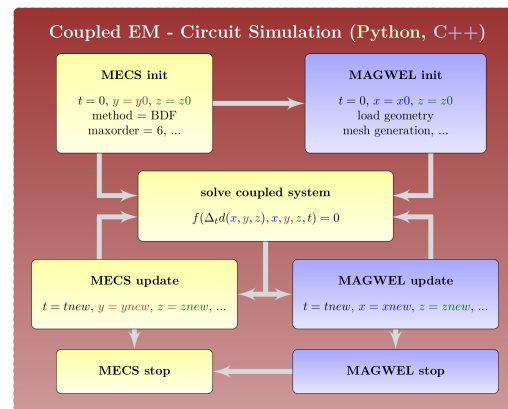 Coupled EM - Circuit Simulation (Python, C++)
MECS init
t = 0, y = y0, z = z0
method = BDF
maxorder = 6, ...
MAGWEL init
t = 0, x = x0, z = z0
load geometry
mesh generation, ...
solve coupled system
f(Δₜd(x, y, z), x, y, z, t) = 0
MECS update
t = tnew, y = ynew, z = znew, ...
MAGWEL update
t = tnew, x = xnew, z = znew, ...
MECS stop
MAGWEL stop